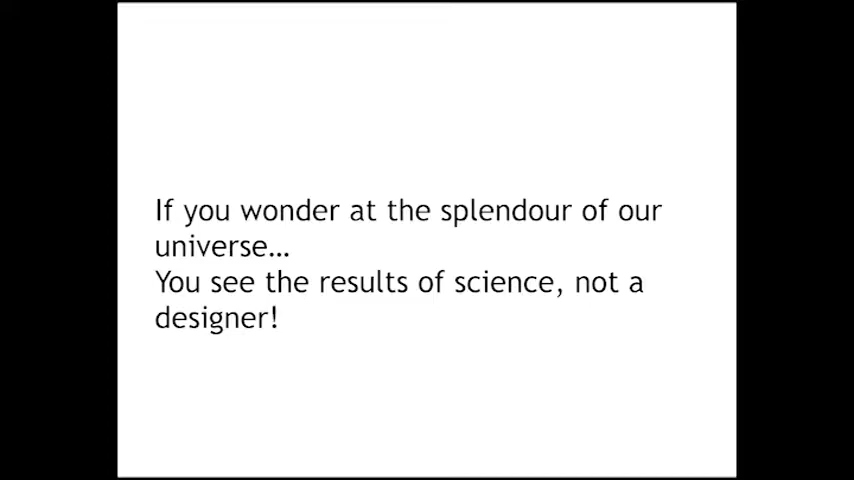 If you wonder at the splendour of our
universe…
You see the results of science, not a
designer!